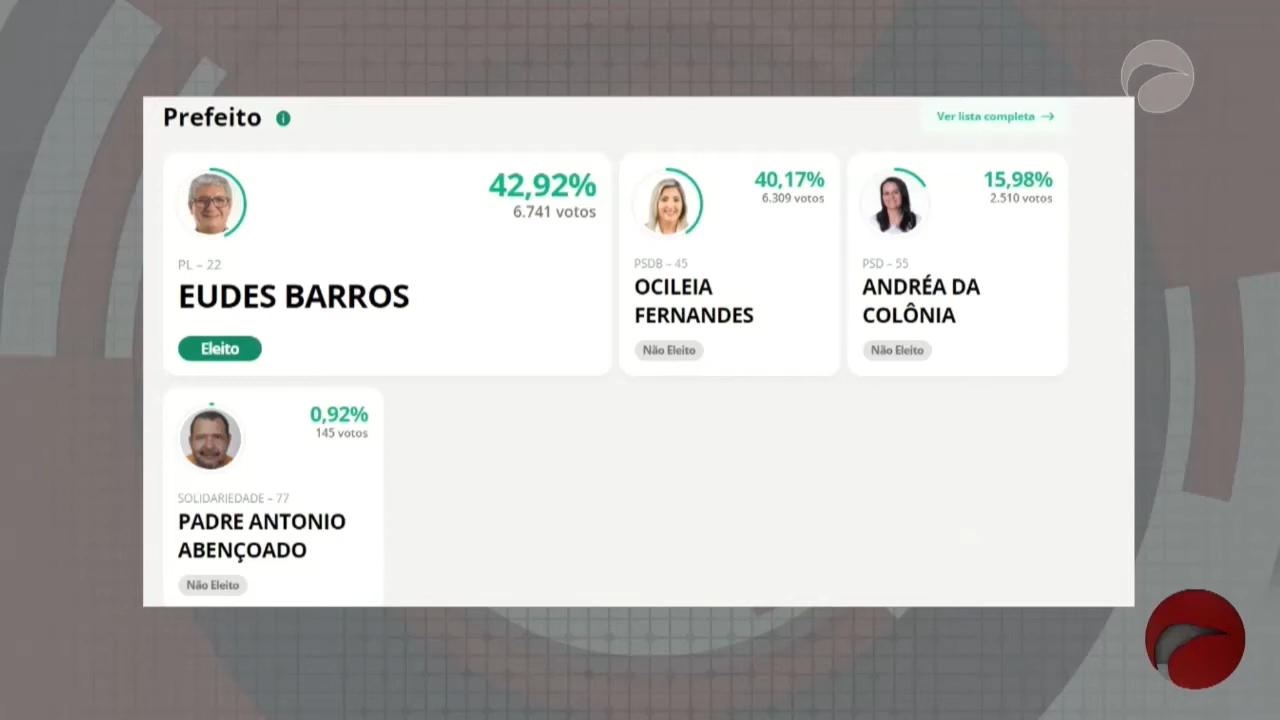 Prefeito
Ver lista completa →
42,92%
6.741 votos
PL – 22
EUDES BARROS
Eleito
40,17%
6.309 votos
PSDB – 45
OCILEIA
FERNANDES
Não Eleito
15,98%
2.510 votos
PSD – 55
ANDRÉA DA
COLÔNIA
Não Eleito
0,92%
145 votos
SOLIDARIEDADE – 77
PADRE ANTONIO
ABENÇOADO
Não Eleito